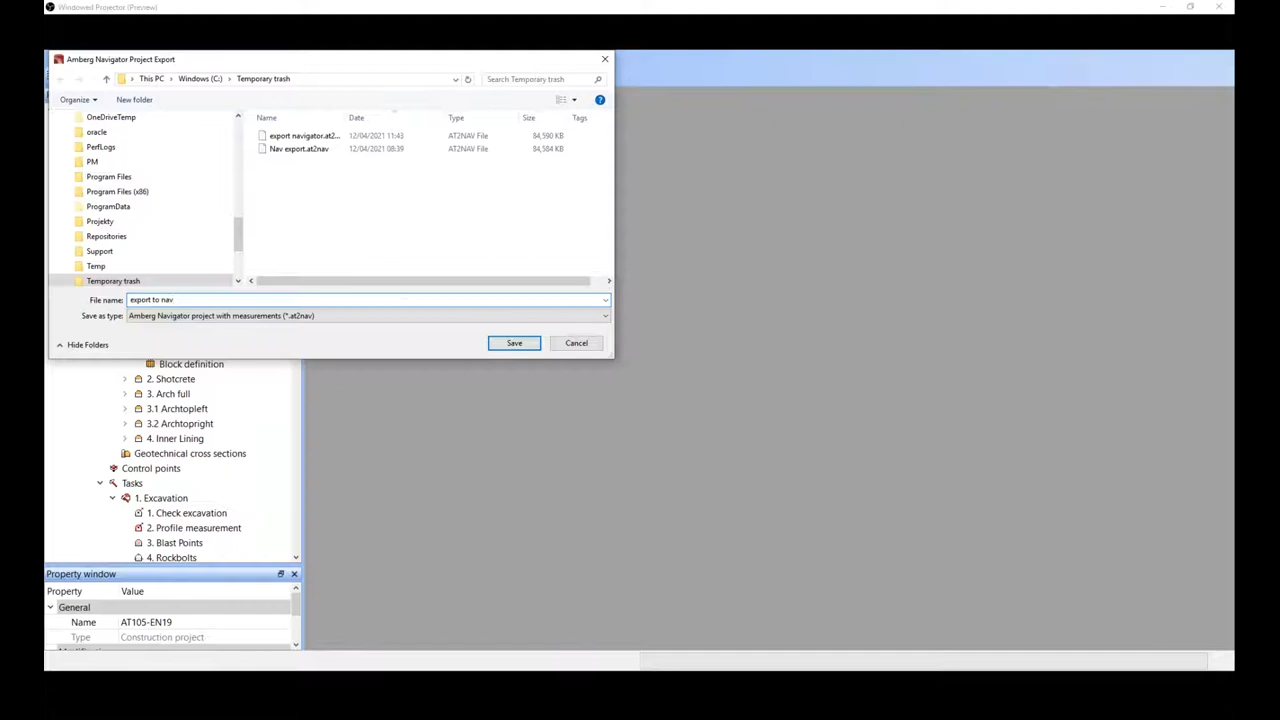 Windowed Projector (Preview)
Amberg Navigator Project Export
This PC > Windows (C:) > Temporary trash
Search Temporary trash
Organize
New folder
Name Date Type Size Tags
export navigator.at2... 12/04/2021 11:43 AT2NAV File 84,590 KB
Nav export.at2nav 12/04/2021 08:39 AT2NAV File 84,584 KB
OneDriveTemp
oracle
PerfLogs
PM
Program Files
Program Files (x86)
ProgramData
Projekty
Repositories
Support
Temp
Temporary trash
File name: export to nav
Save as type: Amberg Navigator project with measurements (*.at2nav)
Hide Folders
Save
Cancel
Block definition
2. Shotcrete
3. Arch full
3.1 Archtopleft
3.2 Archtopright
4. Inner Lining
Geotechnical cross sections
Control points
Tasks
1. Excavation
1. Check excavation
2. Profile measurement
3. Blast Points
4. Rockbolts
Property window
Property Value
General
Name AT105-EN19
Type Construction project